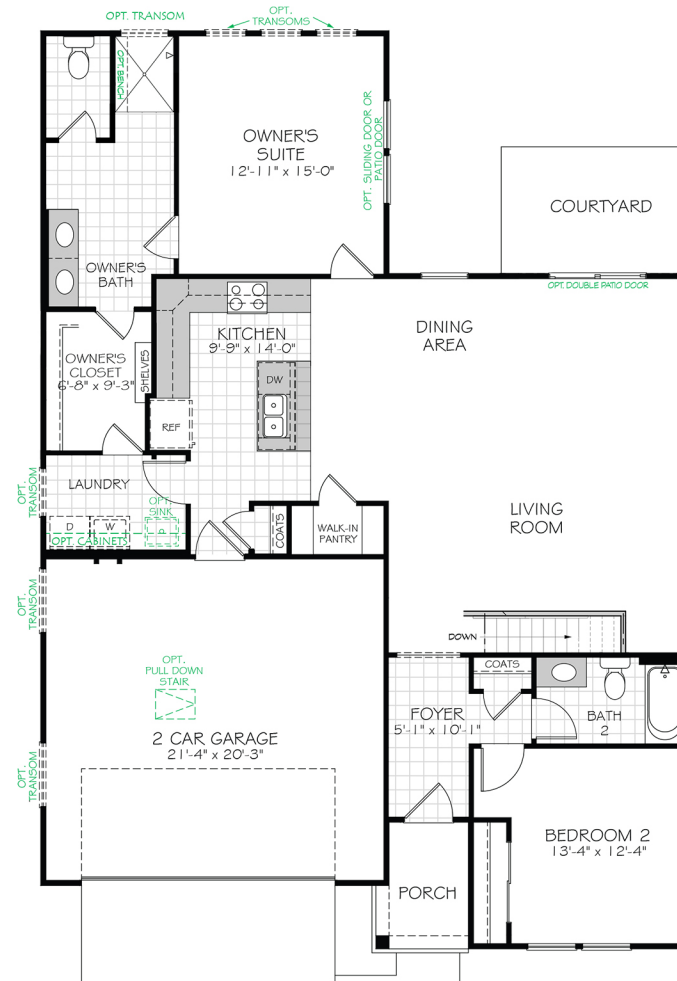 OPT. TRANSOM
OPT.
TRANSOMS
OPT. BENCH
OWNER'S
SUITE
12'-11" x 15'-0"
OPT. SLIDING DOOR OR
PATIO DOOR
COURTYARD
OWNER'S
BATH
OPT. DOUBLE PATIO DOOR
KITCHEN
9'-9" x 14'-0"
DINING
AREA
OWNER'S
CLOSET
6'-8" x 9'-3"
SHELVES
DW
REF
LAUNDRY
OPT.
TRANSOM
OPT.
SINK
D
W
P
OPT. CABINETS
COATS
WALK-IN
PANTRY
LIVING
ROOM
OPT.
TRANSOM
DOWN
OPT.
PULL DOWN
STAIR
COATS
FOYER
5'-1" x 10'-1"
BATH
2
2 CAR GARAGE
21'-4" x 20'-3"
OPT.
TRANSOM
BEDROOM 2
13'-4" x 12'-4"
PORCH